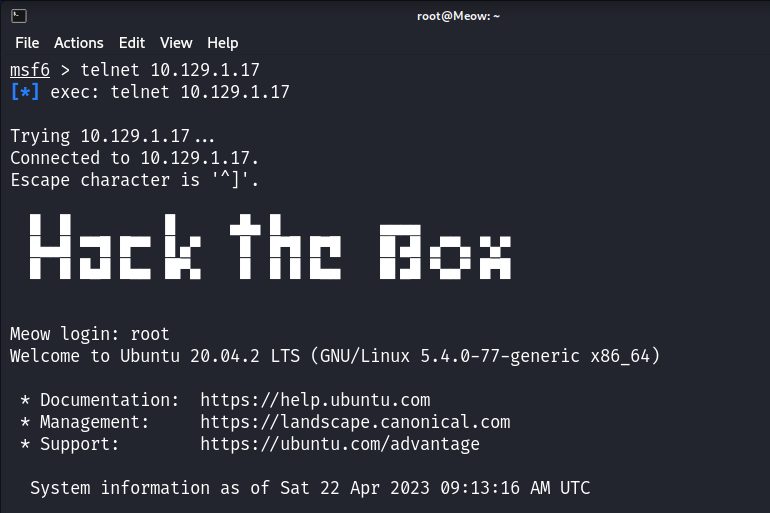 root@Meow: ~
File Actions Edit View Help
msf6 > telnet 10.129.1.17
[*] exec: telnet 10.129.1.17
Trying 10.129.1.17...
Connected to 10.129.1.17.
Escape character is '^]'.
Hack the Box
Meow login: root
Welcome to Ubuntu 20.04.2 LTS (GNU/Linux 5.4.0-77-generic x86_64)
* Documentation: https://help.ubuntu.com
* Management: https://landscape.canonical.com
* Support: https://ubuntu.com/advantage
System information as of Sat 22 Apr 2023 09:13:16 AM UTC